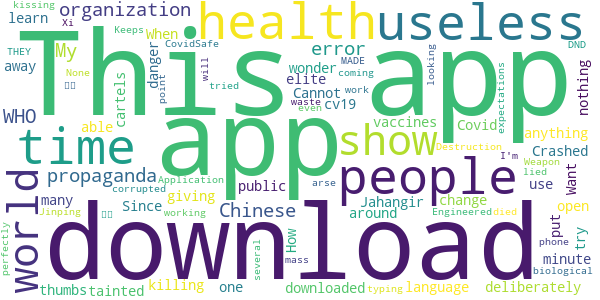 kissing organization health useless
Xi
learn When
THEY CovidSafe My error DND
Keeps danger wonder MADE
away will elite looking coming nothing
None point cartels tried Cannot even work expectations
This app
WHO able waste cv19
time app show vaccines Covid anything
Destruction Crashed
propaganda people I'm Want
corrupted public Weapon
world many Application giving lied use open
Jinping Since Chinese Jahangir change put
working around Engineered died
How arse phone try
perfectly download minute
several biological
thumbs tainted killing one mass downloaded typing language deliberately